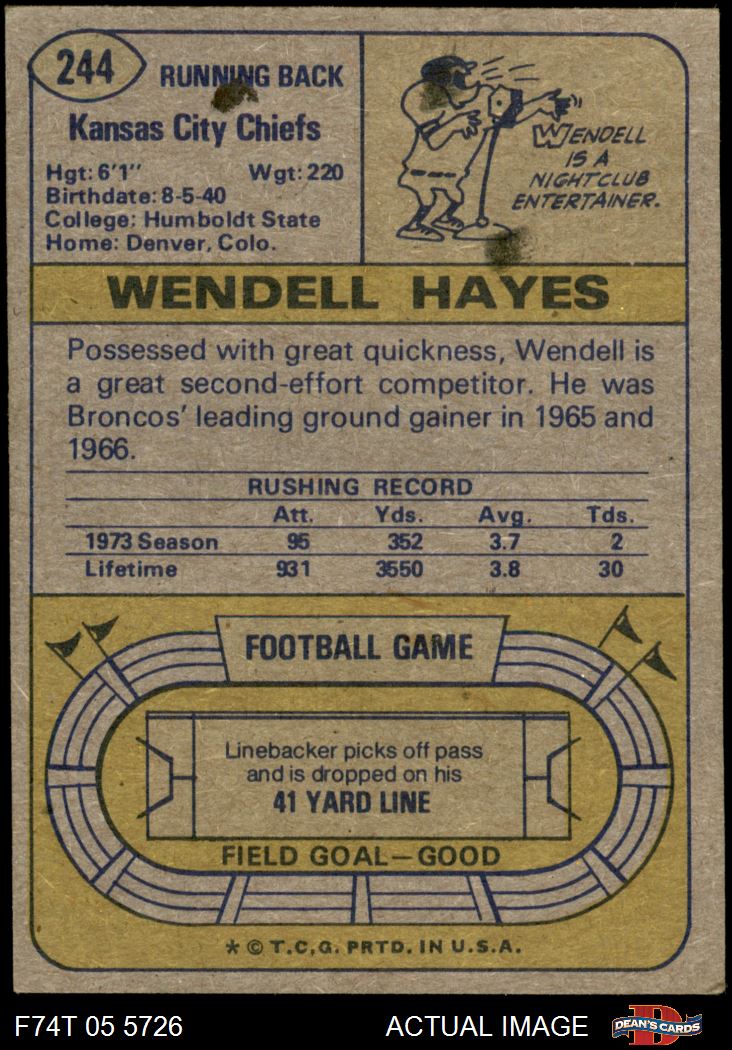 244
RUNNING BACK
Kansas City Chiefs
Hgt: 6'1" Wgt: 220
Birthdate: 8-5-40
College: Humboldt State
Home: Denver, Colo.
WENDELL
IS A
NIGHTCLUB
ENTERTAINER.
WENDELL HAYES
Possessed with great quickness, Wendell is
a great second-effort competitor. He was
Broncos' leading ground gainer in 1965 and
1966.
RUSHING RECORD
Att. Yds. Avg. Tds.
1973 Season 95 352 3.7 2
Lifetime 931 3550 3.8 30
FOOTBALL GAME
Linebacker picks off pass
and is dropped on his
41 YARD LINE
FIELD GOAL—GOOD
* © T.C.G. PRTD. IN U.S.A.
F74T 05 5726 ACTUAL IMAGE
DEAN'S CARDS